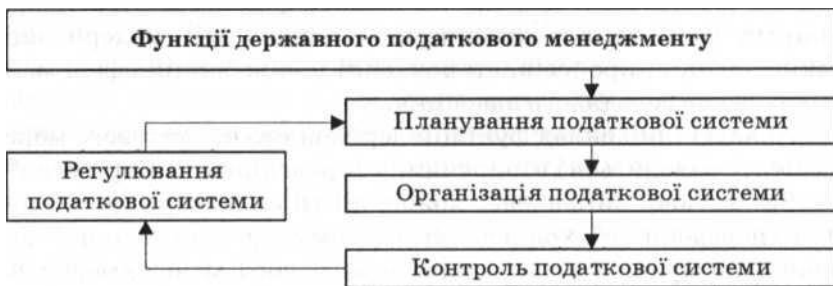 Функції державного податкового менеджменту
Планування податкової системи
Регулювання
податкової системи
Організація податкової системи
Контроль податкової системи